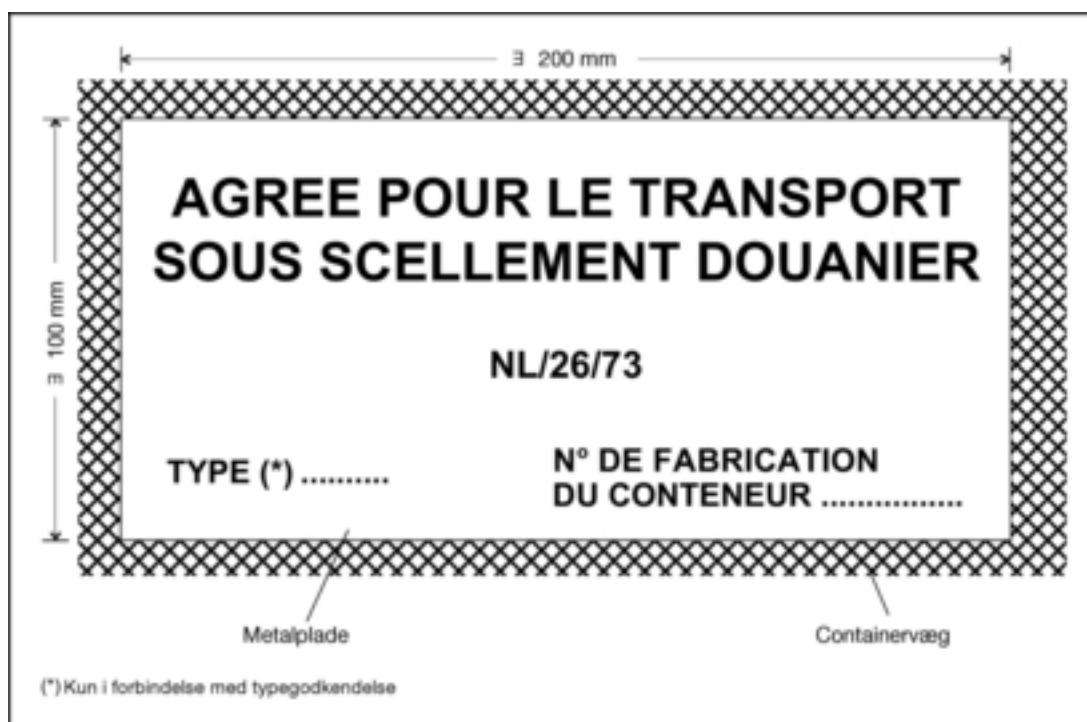 ∃ 200 mm
∃ 100 mm
AGREE POUR LE TRANSPORT
SOUS SCELLEMENT DOUANIER
NL/26/73
TYPE (*) ..........
N° DE FABRICATION
DU CONTENEUR ................
Metalplade
Containervæg
(*) Kun i forbindelse med typegodkendelse